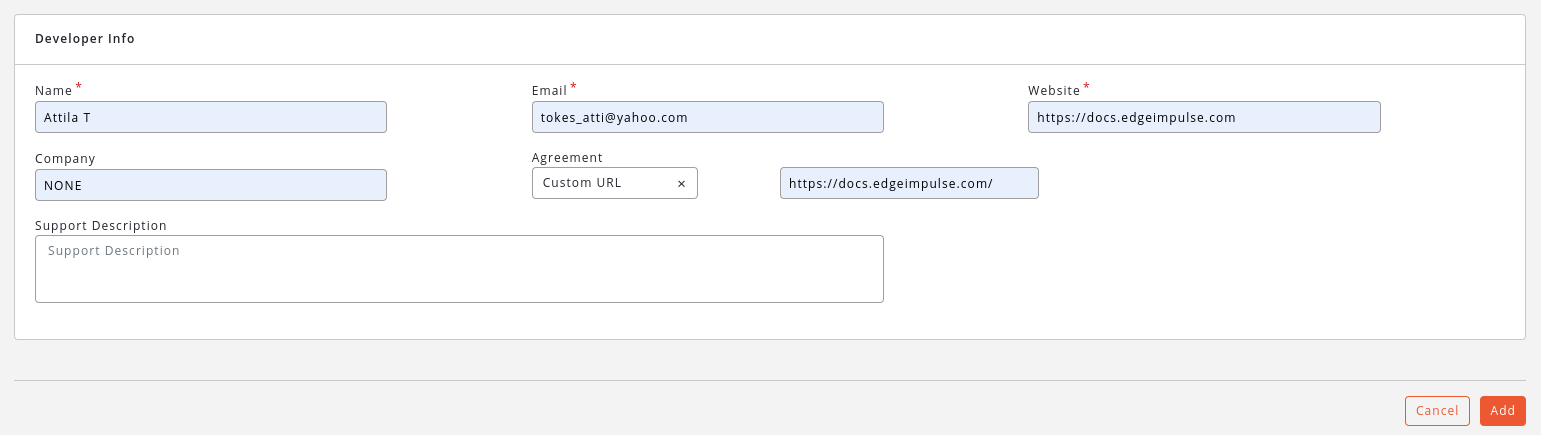 Developer Info
Name * Email * Website *
Attila T tokes_atti@yahoo.com https://docs.edgeimpulse.com
Company Agreement
NONE Custom URL × https://docs.edgeimpulse.com/
Support Description
Support Description
Cancel Add